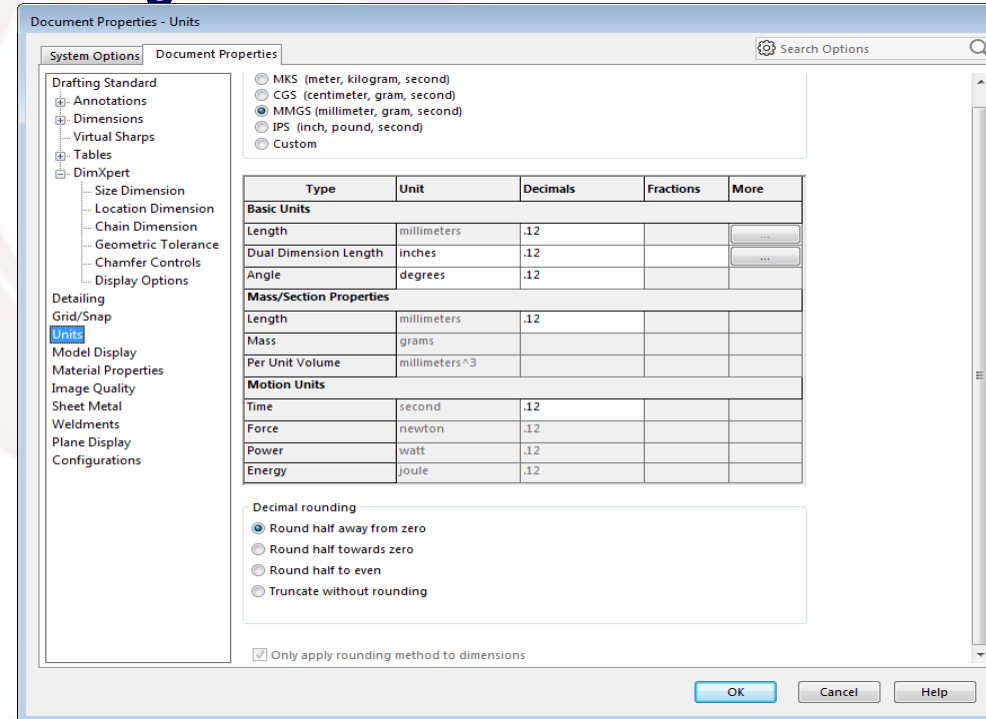 Document Properties - Units
System Options
Document Properties
Search Options
Drafting Standard
Annotations
Dimensions
Virtual Sharps
Tables
DimXpert
Size Dimension
Location Dimension
Chain Dimension
Geometric Tolerance
Chamfer Controls
Display Options
Detailing
Grid/Snap
Units
Model Display
Material Properties
Image Quality
Sheet Metal
Weldments
Plane Display
Configurations
MKS (meter, kilogram, second)
CGS (centimeter, gram, second)
MMGS (millimeter, gram, second)
IPS (inch, pound, second)
Custom
Type Unit Decimals Fractions More
Basic Units
Length millimeters .12 ...
Dual Dimension Length inches .12 ...
Angle degrees .12
Mass/Section Properties
Length millimeters .12
Mass grams
Per Unit Volume millimeters^3
Motion Units
Time second .12
Force newton .12
Power watt .12
Energy joule .12
Decimal rounding
Round half away from zero
Round half towards zero
Round half to even
Truncate without rounding
Only apply rounding method to dimensions
OK Cancel Help